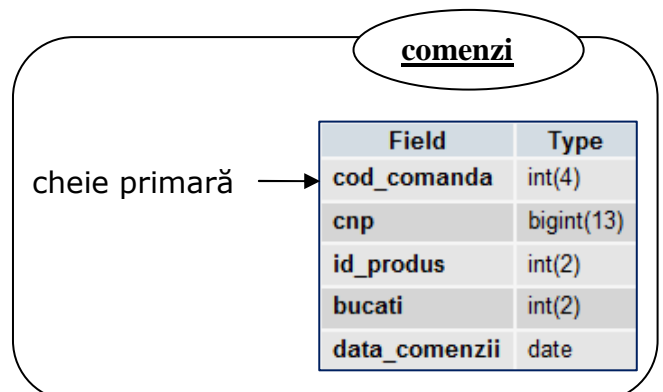 comenzi
Field Type
cheie primară cod_comanda int(4)
cnp bigint(13)
id_produs int(2)
bucati int(2)
data_comenzii date